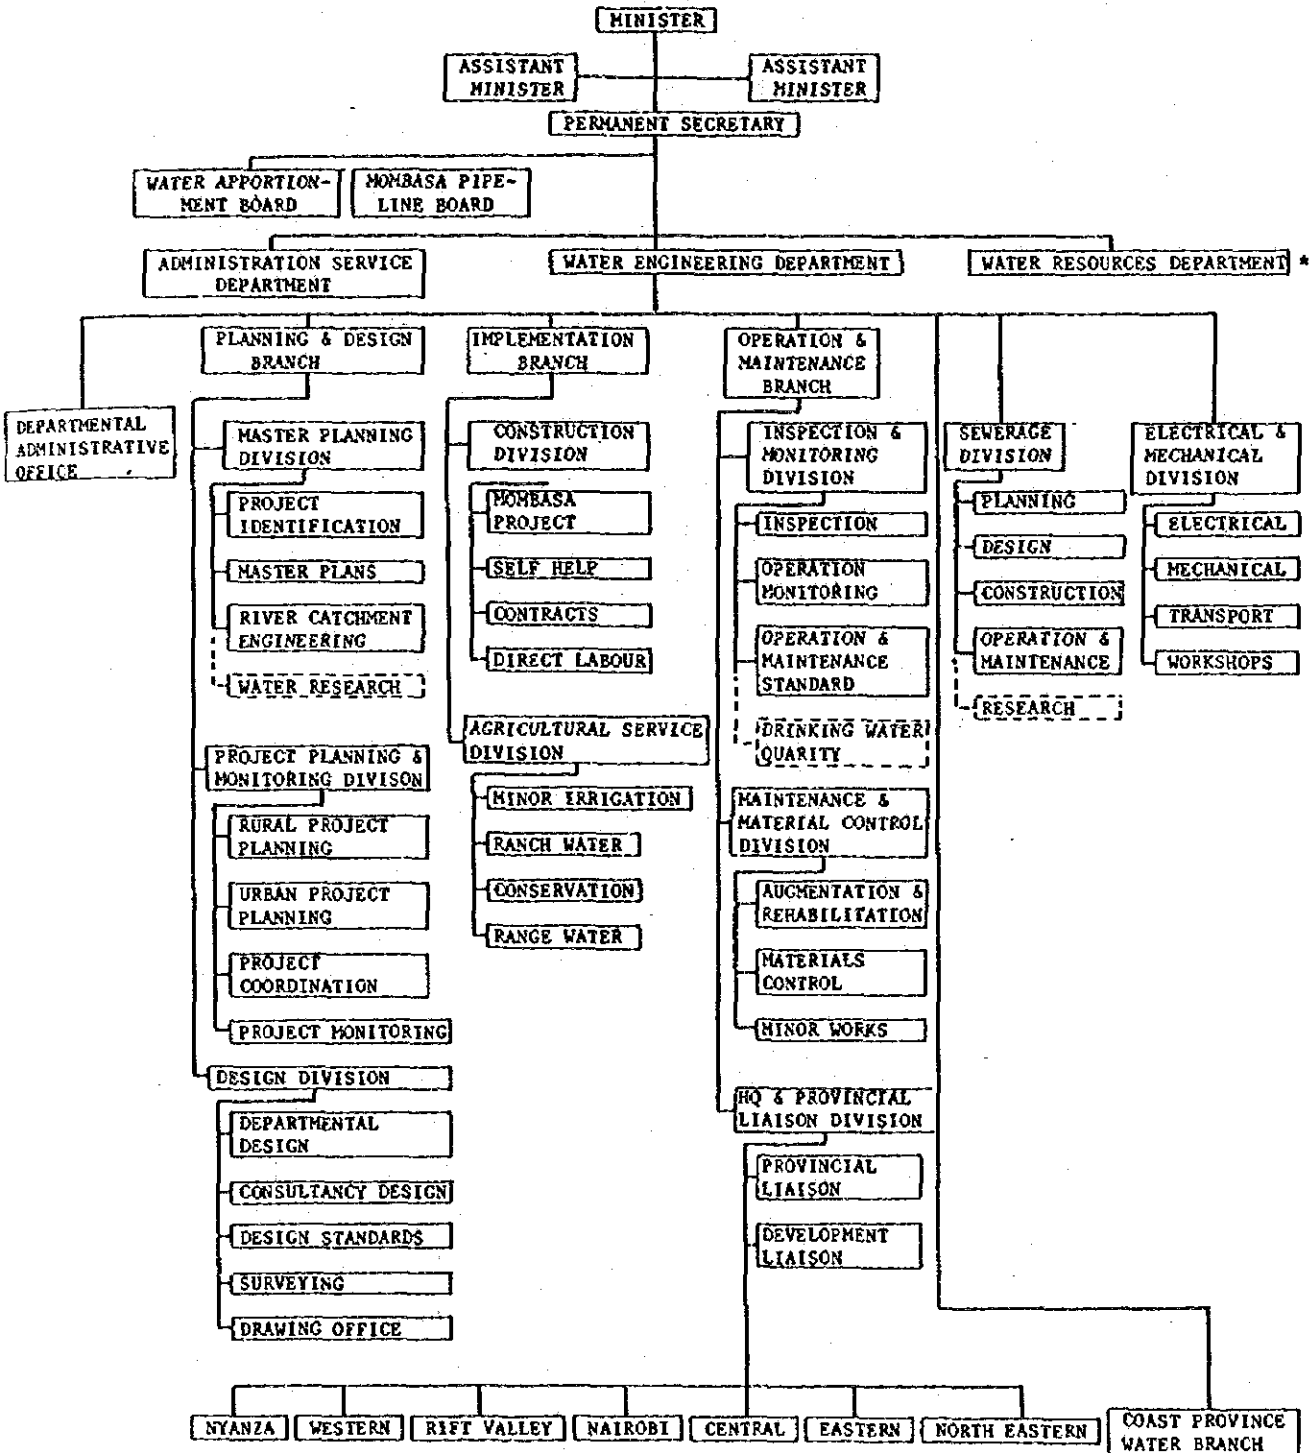 MINISTER
ASSISTANT
MINISTER
ASSISTANT
MINISTER
PERMANENT SECRETARY
WATER APPORTION-
MENT BOARD
MOMBASA PIPE-
LINE BOARD
ADMINISTRATION SERVICE
DEPARTMENT
WATER ENGINEERING DEPARTMENT
WATER RESOURCES DEPARTMENT *
DEPARTMENTAL
ADMINISTRATIVE
OFFICE
PLANNING & DESIGN
BRANCH
MASTER PLANNING
DIVISION
PROJECT
IDENTIFICATION
MASTER PLANS
RIVER CATCHMENT
ENGINEERING
WATER RESEARCH
PROJECT PLANNING &
MONITORING DIVISON
RURAL PROJECT
PLANNING
URBAN PROJECT
PLANNING
PROJECT
COORDINATION
PROJECT MONITORING
DESIGN DIVISION
DEPARTMENTAL
DESIGN
CONSULTANCY DESIGN
DESIGN STANDARDS
SURVEYING
DRAWING OFFICE
IMPLEMENTATION
BRANCH
CONSTRUCTION
DIVISION
MOMBASA
PROJECT
SELF HELP
CONTRACTS
DIRECT LABOUR
AGRICULTURAL SERVICE
DIVISION
MINOR IRRIGATION
RANCH WATER
CONSERVATION
RANGE WATER
OPERATION &
MAINTENANCE
BRANCH
INSPECTION &
MONITORING
DIVISION
INSPECTION
OPERATION
MONITORING
OPERATION &
MAINTENANCE
STANDARD
DRINKING WATER
QUARITY
MAINTENANCE &
MATERIAL CONTROL
DIVISION
AUGMENTATION &
REHABILITATION
MATERIALS
CONTROL
MINOR WORKS
HQ & PROVINCIAL
LIAISON DIVISION
PROVINCIAL
LIAISON
DEVELOPMENT
LIAISON
SEWERAGE
DIVISION
PLANNING
DESIGN
CONSTRUCTION
OPERATION &
MAINTENANCE
RESEARCH
ELECTRICAL &
MECHANICAL
DIVISION
ELECTRICAL
MECHANICAL
TRANSPORT
WORKSHOPS
NYANZA
WESTERN
RIFT VALLEY
NAIROBI
CENTRAL
EASTERN
NORTH EASTERN
COAST PROVINCE
WATER BRANCH